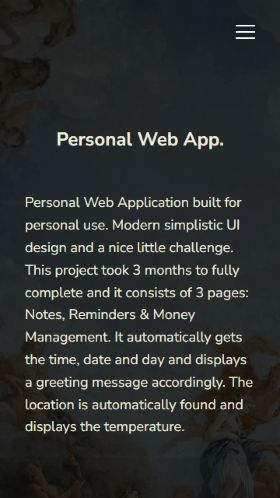 Personal Web App.
Personal Web Application built for
personal use. Modern simplistic UI
design and a nice little challenge.
This project took 3 months to fully
complete and it consists of 3 pages:
Notes, Reminders & Money
Management. It automatically gets
the time, date and day and displays
a greeting message accordingly. The
location is automatically found and
displays the temperature.